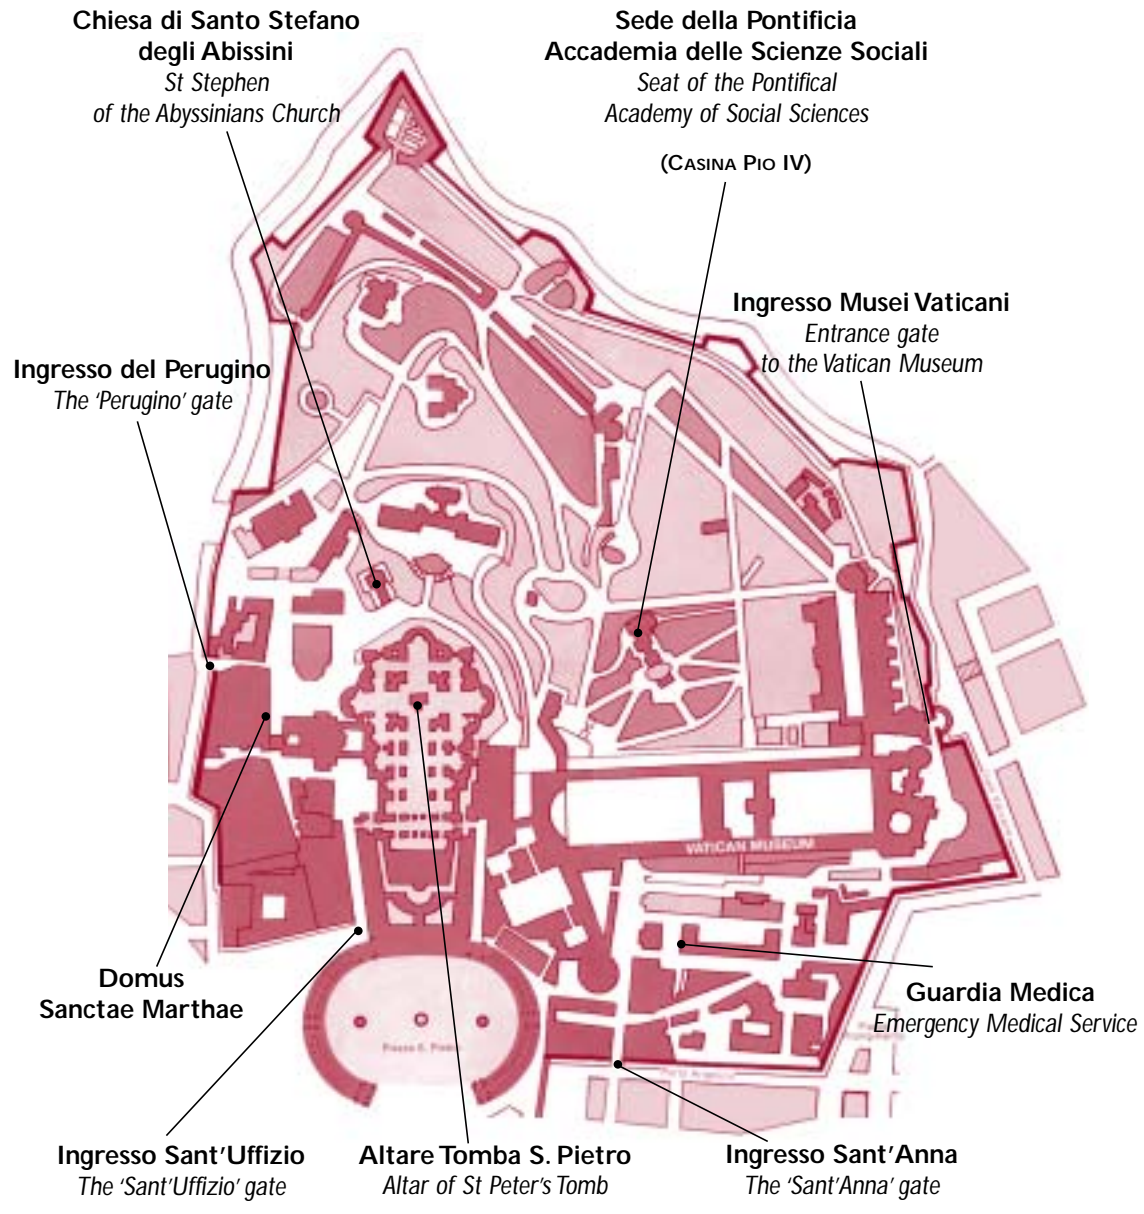 Chiesa di Santo Stefano
degli Abissini
St Stephen
of the Abyssinians Church
Sede della Pontificia
Accademia delle Scienze Sociali
Seat of the Pontifical
Academy of Social Sciences
(CASINA PIO IV)
Ingresso Musei Vaticani
Entrance gate
to the Vatican Museum
Ingresso del Perugino
The ‘Perugino’ gate
VATICAN MUSEUM
Domus
Sanctae Marthae
Guardia Medica
Emergency Medical Service
Piazza S. Pietro
Ingresso Sant’Uffizio
The ‘Sant’Uffizio’ gate
Altare Tomba S. Pietro
Altar of St Peter’s Tomb
Ingresso Sant’Anna
The ‘Sant’Anna’ gate